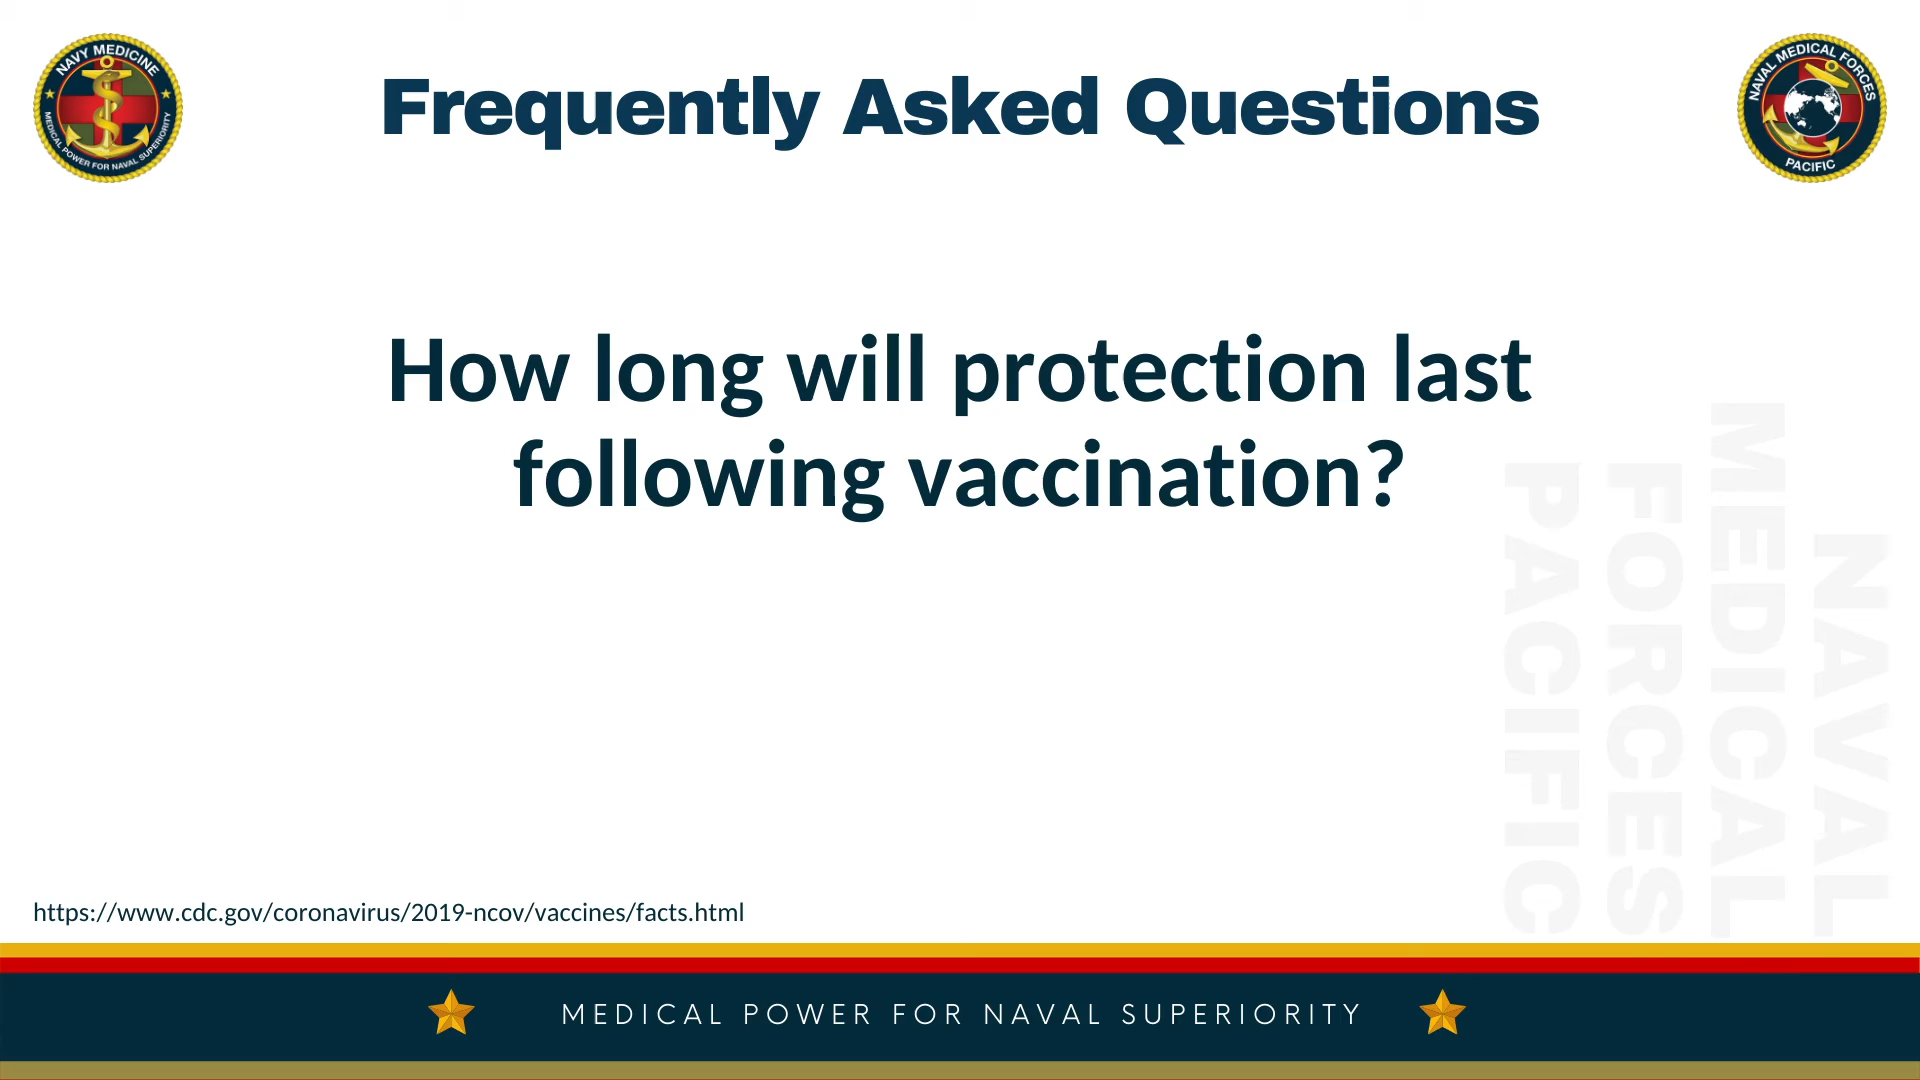 NAVY MEDICINE
MEDICAL POWER FOR NAVAL SUPERIORITY
Frequently Asked Questions
NAVAL MEDICAL FORCES
PACIFIC
How long will protection last
following vaccination?
NAVAL
MEDICAL
FORCES
PACIFIC
https://www.cdc.gov/coronavirus/2019-ncov/vaccines/facts.html
MEDICAL POWER FOR NAVAL SUPERIORITY